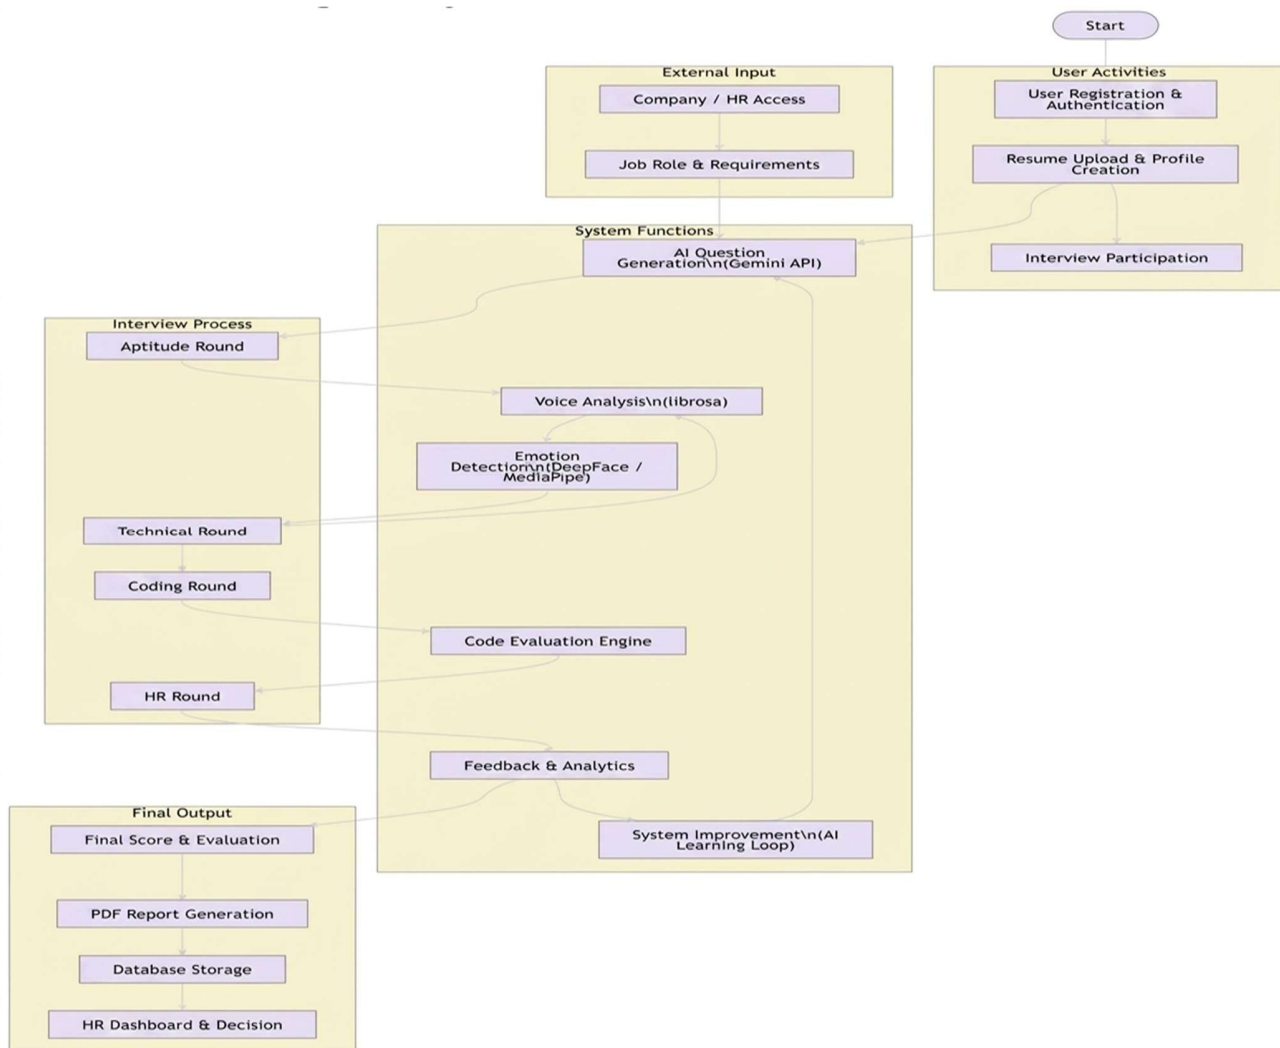 Start
External Input
Company / HR Access
Job Role & Requirements
User Activities
User Registration &
Authentication
Resume Upload & Profile
Creation
Interview Participation
System Functions
AI Question
Generation\n(Gemini API)
Interview Process
Aptitude Round
Voice Analysis\n(librosa)
Emotion
Detection\n(DeepFace /
MediaPipe)
Technical Round
Coding Round
Code Evaluation Engine
HR Round
Feedback & Analytics
System Improvement\n(AI
Learning Loop)
Final Output
Final Score & Evaluation
PDF Report Generation
Database Storage
HR Dashboard & Decision